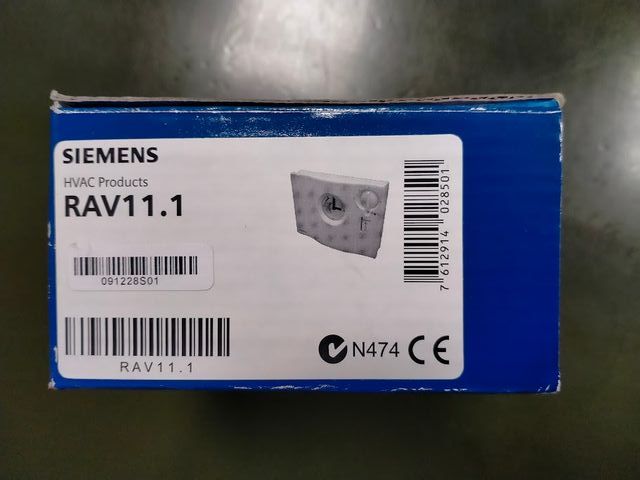 SIEMENS
HVAC Products
RAV11.1
091228S01
RAV11.1
7 612914 028501
N474 CE